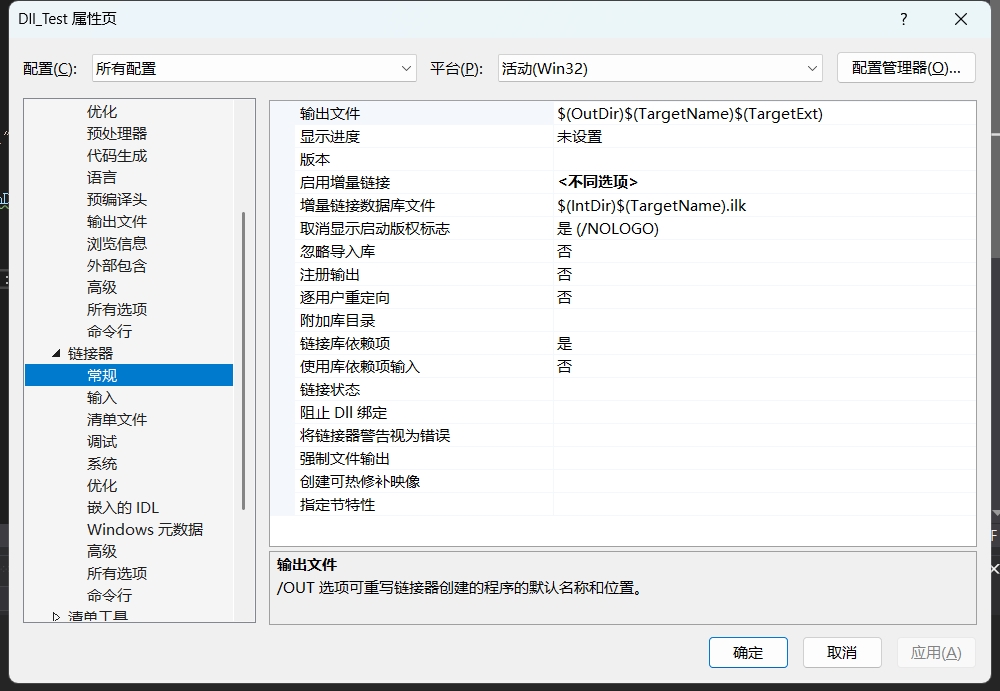 Dll_Test 属性页
?
配置(C): 所有配置 平台(P): 活动(Win32) 配置管理器(O)...
优化
预处理器
代码生成
语言
预编译头
输出文件
浏览信息
外部包含
高级
所有选项
命令行
链接器
常规
输入
清单文件
调试
系统
优化
嵌入的 IDL
Windows 元数据
高级
所有选项
命令行
清单工具
输出文件 $(OutDir)$(TargetName)$(TargetExt)
显示进度 未设置
版本
启用增量链接 <不同选项>
增量链接数据库文件 $(IntDir)$(TargetName).ilk
取消显示启动版权标志 是 (/NOLOGO)
忽略导入库 否
注册输出 否
逐用户重定向 否
附加库目录
链接库依赖项 是
使用库依赖项输入 否
链接状态
阻止 Dll 绑定
将链接器警告视为错误
强制文件输出
创建可热修补映像
指定节特性
输出文件
/OUT 选项可重写链接器创建的程序的默认名称和位置。
确定 取消 应用(A)